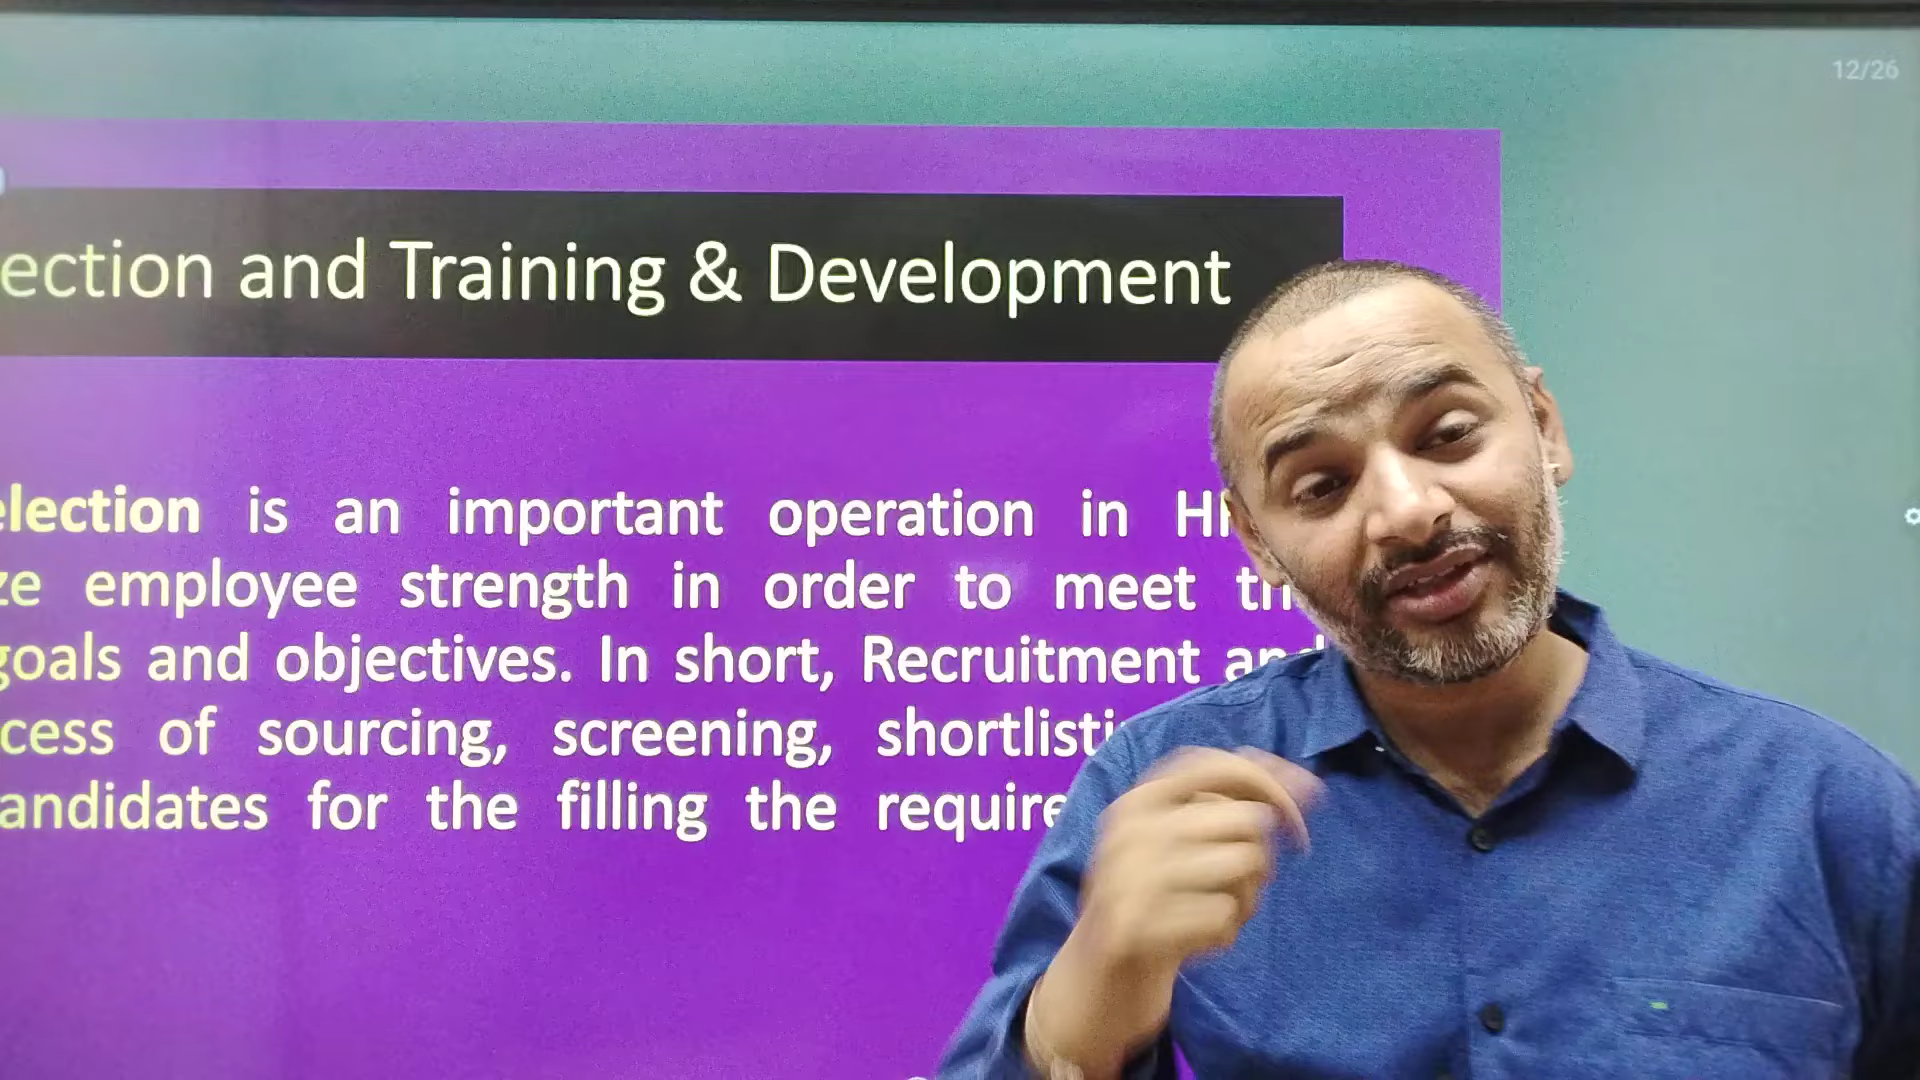 12/26
ection and Training & Development
election is an important operation in H
ze employee strength in order to meet th
goals and objectives. In short, Recruitment and
cess of sourcing, screening, shortlisti
andidates for the filling the require